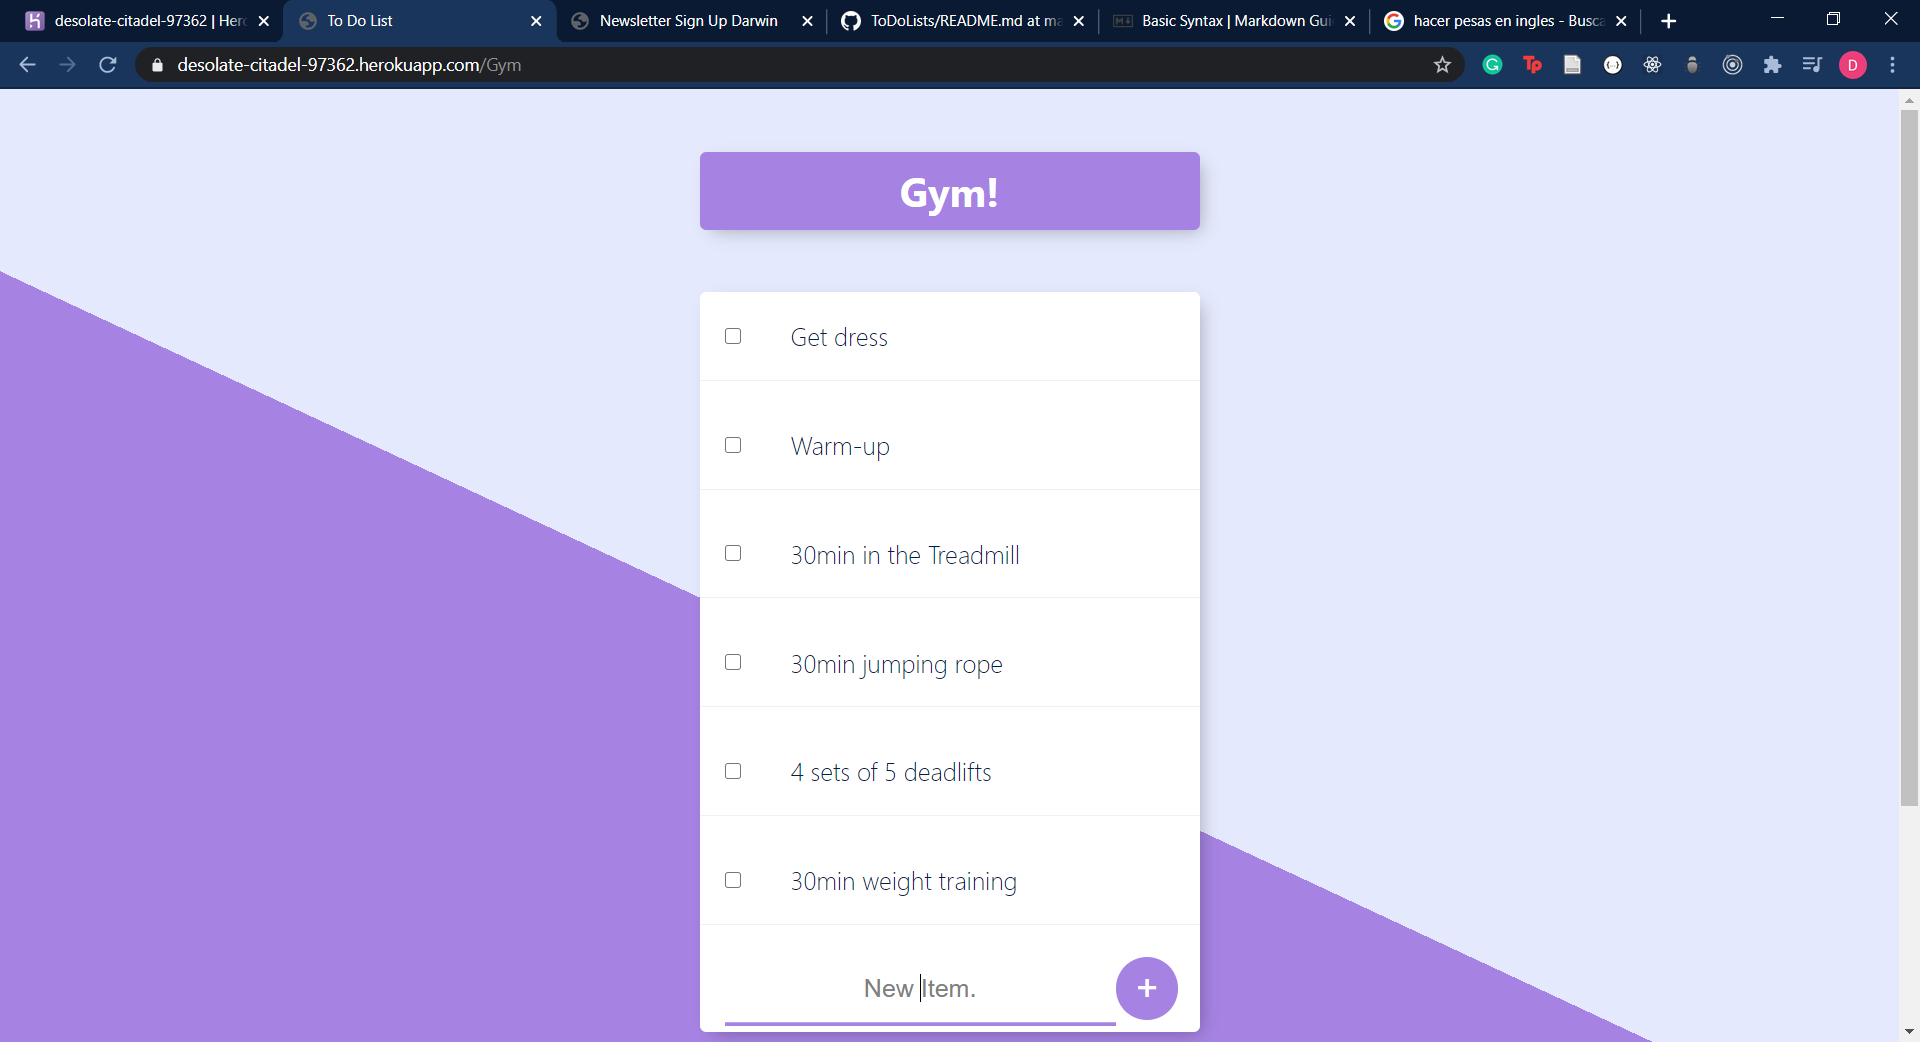 desolate-citadel-97362 | Her
To Do List
Newsletter Sign Up Darwin
ToDoLists/README.md at ma
Basic Syntax | Markdown Gui
hacer pesas en ingles - Busca
desolate-citadel-97362.herokuapp.com/Gym
D
Gym!
Get dress
Warm-up
30min in the Treadmill
30min jumping rope
4 sets of 5 deadlifts
30min weight training
New Item.
+